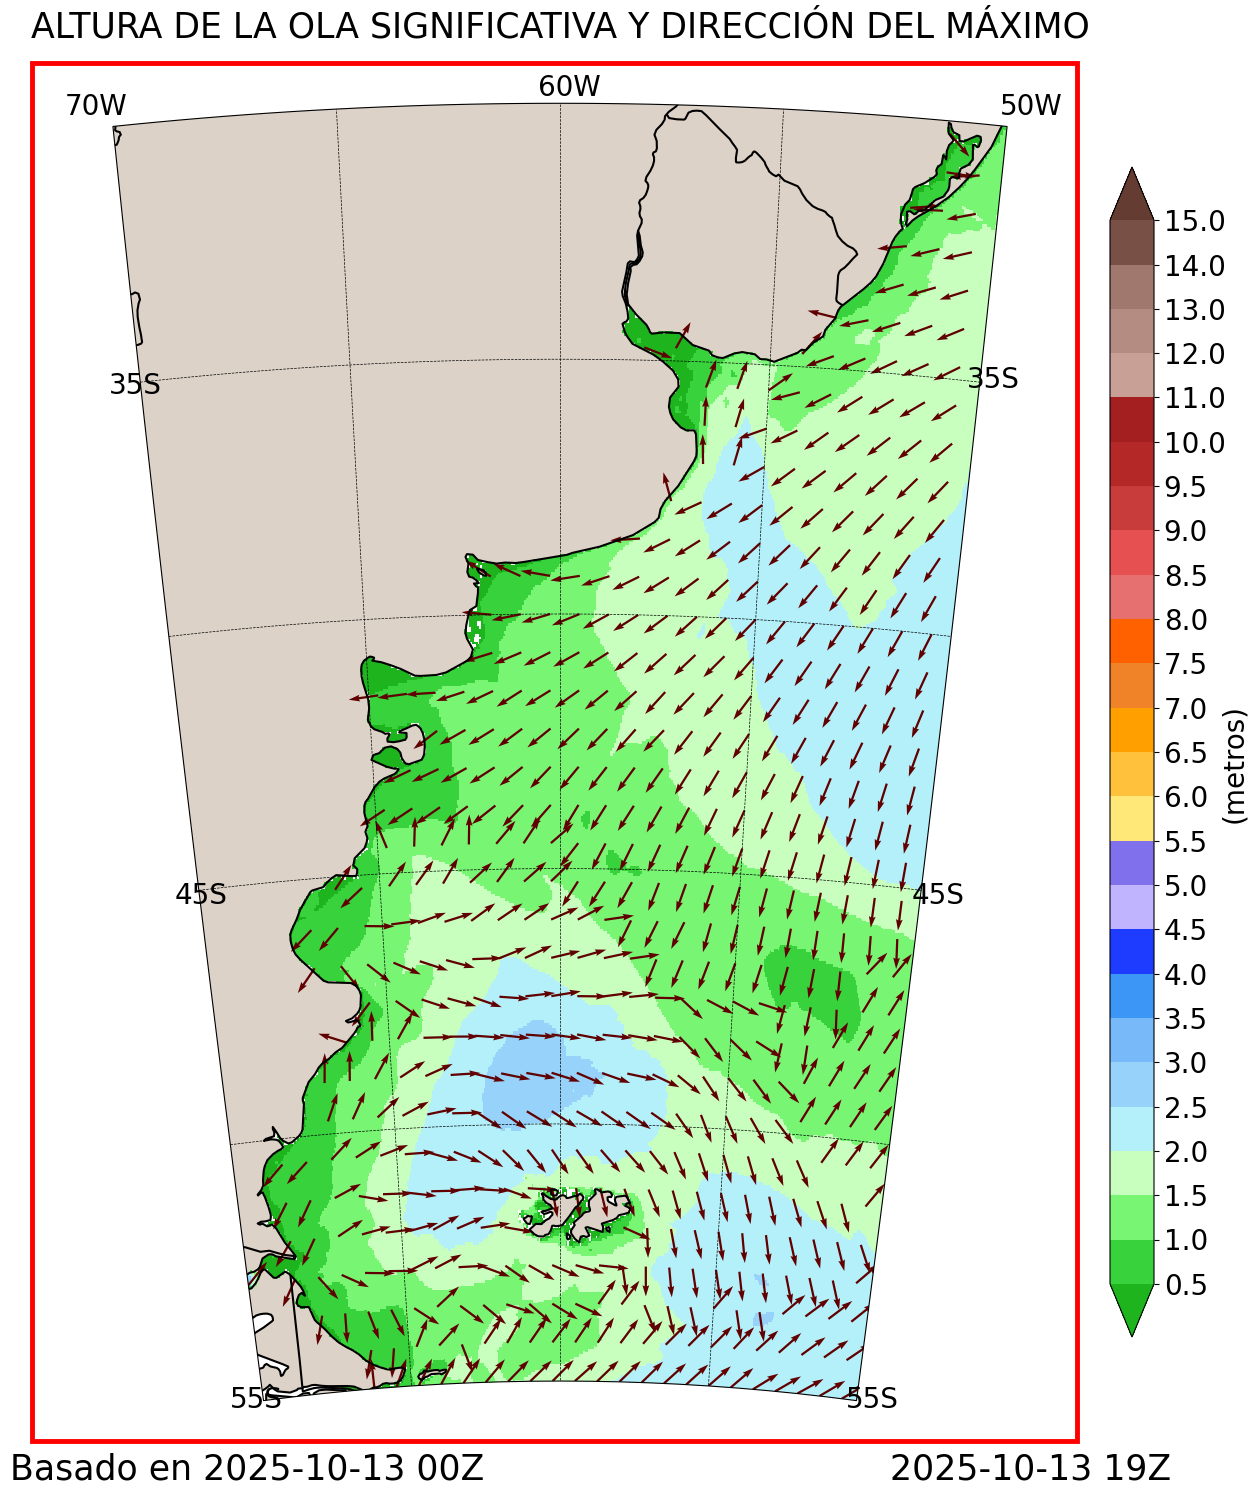 ALTURA DE LA OLA SIGNIFICATIVA Y DIRECCIÓN DEL MÁXIMO
70W
60W
50W
35S
35S
45S
45S
55S
55S
15.0
14.0
13.0
12.0
11.0
10.0
9.5
9.0
8.5
8.0
7.5
7.0
6.5
6.0
5.5
5.0
4.5
4.0
3.5
3.0
2.5
2.0
1.5
1.0
0.5
(metros)
Basado en 2025-10-13 00Z
2025-10-13 19Z